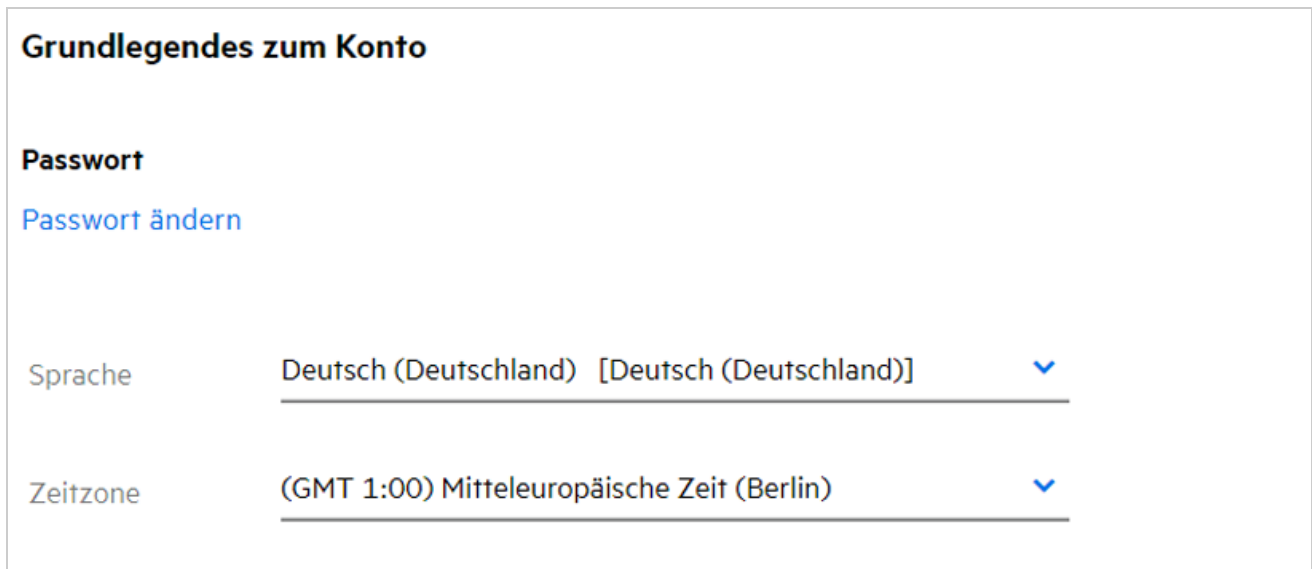 Grundlegendes zum Konto
Passwort
Passwort ändern
Sprache Deutsch (Deutschland) [Deutsch (Deutschland)]
Zeitzone (GMT 1:00) Mitteleuropäische Zeit (Berlin)